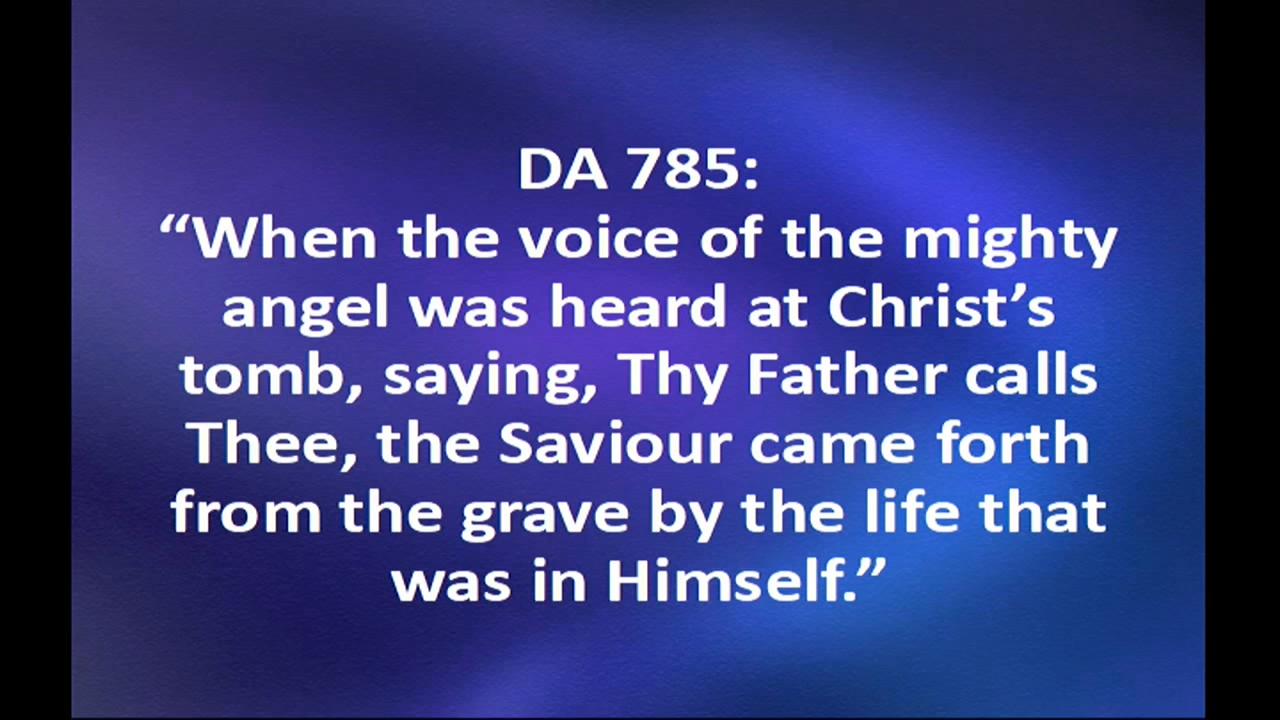 DA 785:
“When the voice of the mighty
angel was heard at Christ’s
tomb, saying, Thy Father calls
Thee, the Saviour came forth
from the grave by the life that
was in Himself.”